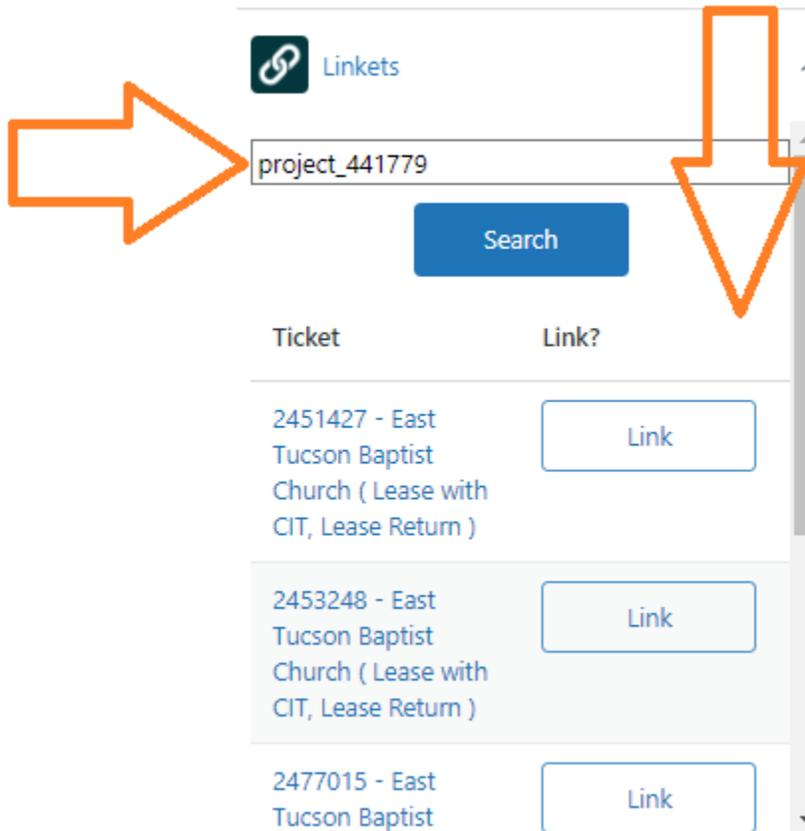 Linkets
project_441779
Search
Ticket Link?
2451427 - East
Tucson Baptist
Church ( Lease with
CIT, Lease Return )
Link
2453248 - East
Tucson Baptist
Church ( Lease with
CIT, Lease Return )
Link
2477015 - East
Tucson Baptist
Link